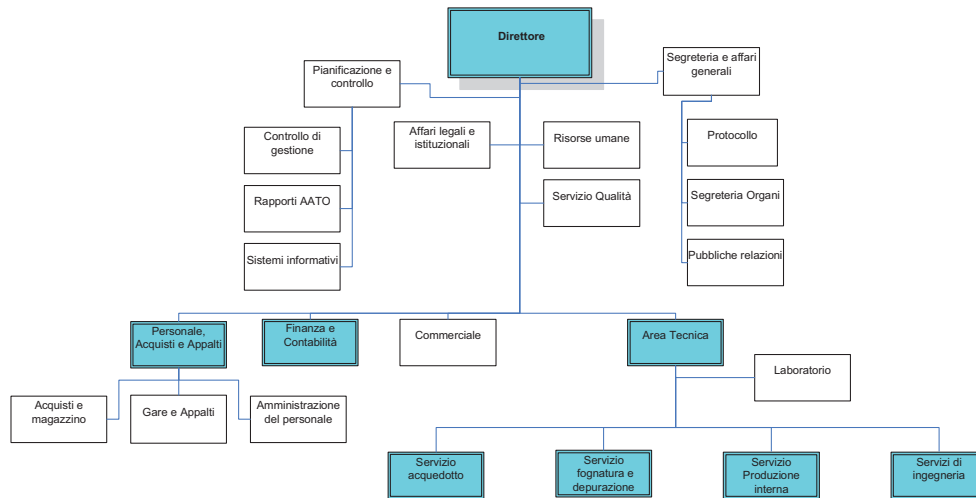 Direttore
Segreteria e affari
generali
Pianificazione e
controllo
Affari legali e
istituzionali
Risorse umane
Controllo di
gestione
Protocollo
Rapporti AATO
Servizio Qualità
Segreteria Organi
Sistemi informativi
Pubbliche relazioni
Personale,
Acquisti e Appalti
Finanza e
Contabilità
Commerciale
Area Tecnica
Laboratorio
Acquisti e
magazzino
Gare e Appalti
Amministrazione
del personale
Servizio
acquedotto
Servizio
fognatura e
depurazione
Servizio
Produzione
interna
Servizi di
ingegneria